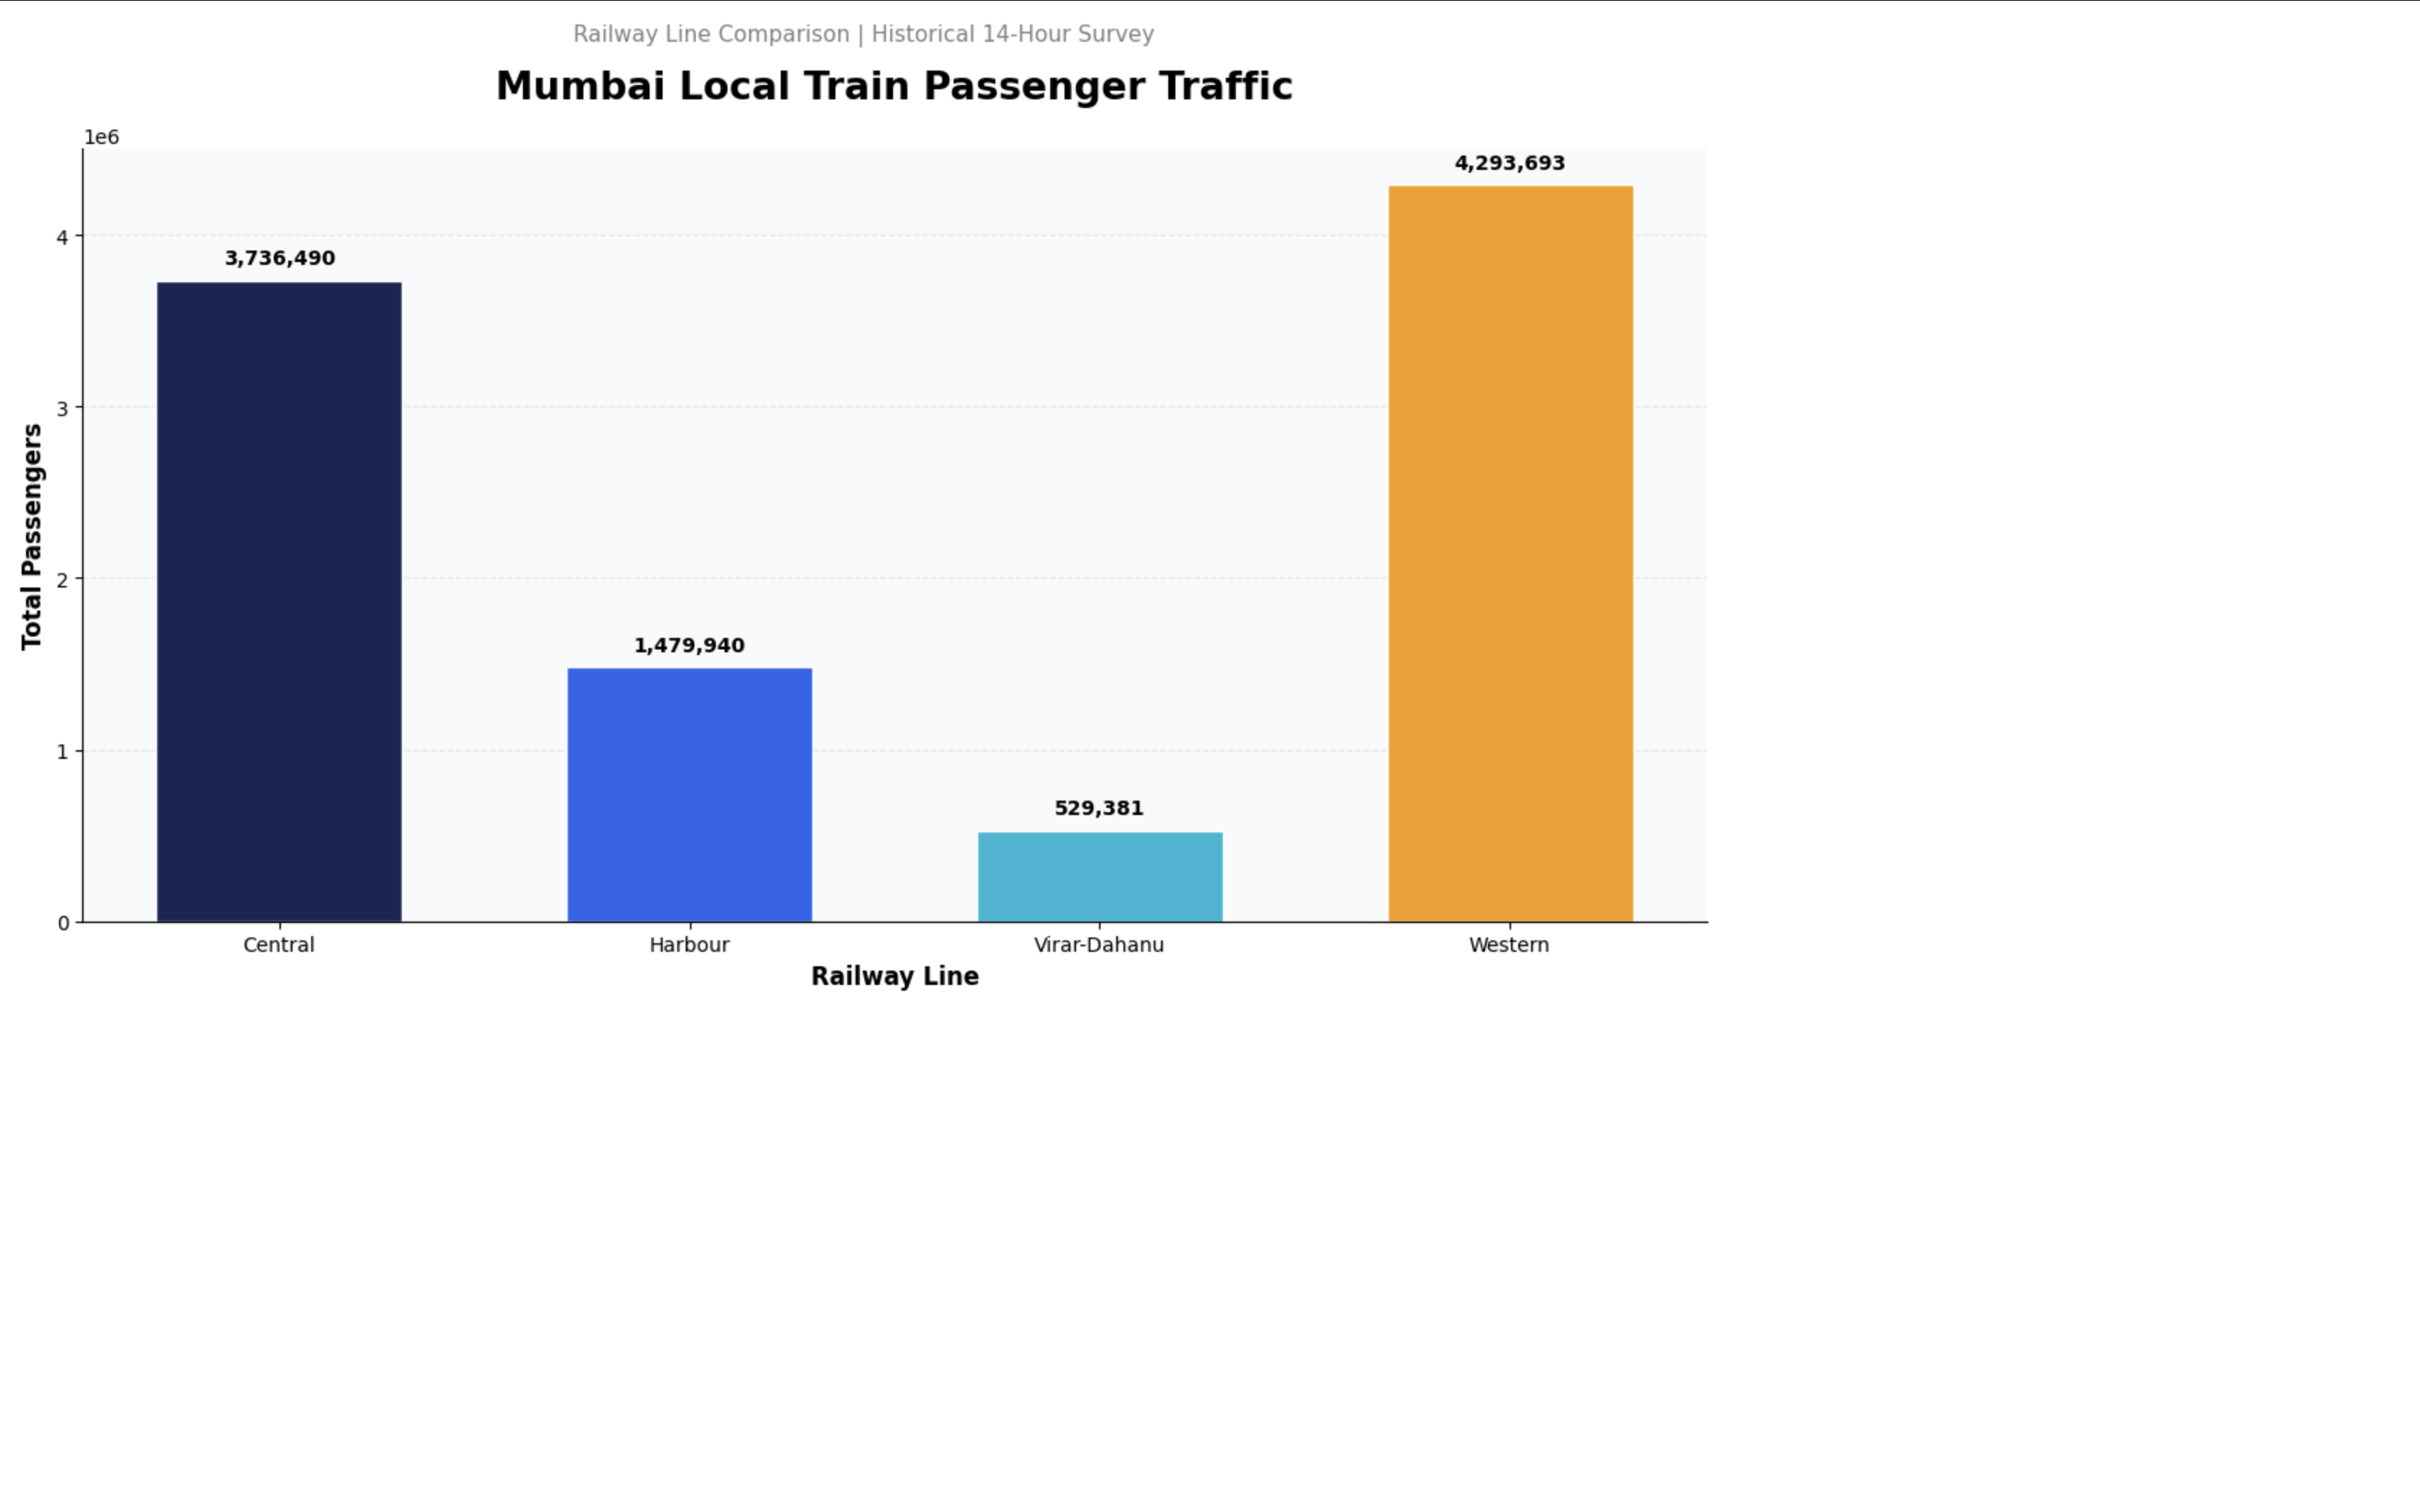 Railway Line Comparison | Historical 14-Hour Survey
Mumbai Local Train Passenger Traffic
1e6
4,293,693
4
3,736,490
3
Total Passengers
2
1,479,940
1
529,381
0
Central Harbour Virar-Dahanu Western
Railway Line